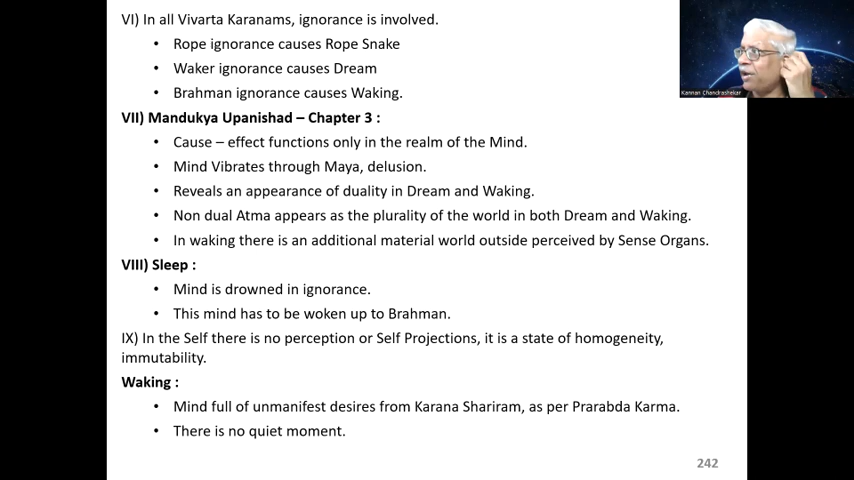 VI) In all Vivarta Karanams, ignorance is involved.
• Rope ignorance causes Rope Snake
• Waker ignorance causes Dream
• Brahman ignorance causes Waking.
VII) Mandukya Upanishad – Chapter 3 :
• Cause – effect functions only in the realm of the Mind.
• Mind Vibrates through Maya, delusion.
• Reveals an appearance of duality in Dream and Waking.
• Non dual Atma appears as the plurality of the world in both Dream and Waking.
• In waking there is an additional material world outside perceived by Sense Organs.
VIII) Sleep :
• Mind is drowned in ignorance.
• This mind has to be woken up to Brahman.
IX) In the Self there is no perception or Self Projections, it is a state of homogeneity,
immutability.
Waking :
• Mind full of unmanifest desires from Karana Shariram, as per Prarabda Karma.
• There is no quiet moment.
242
Kannan Chandrashekar